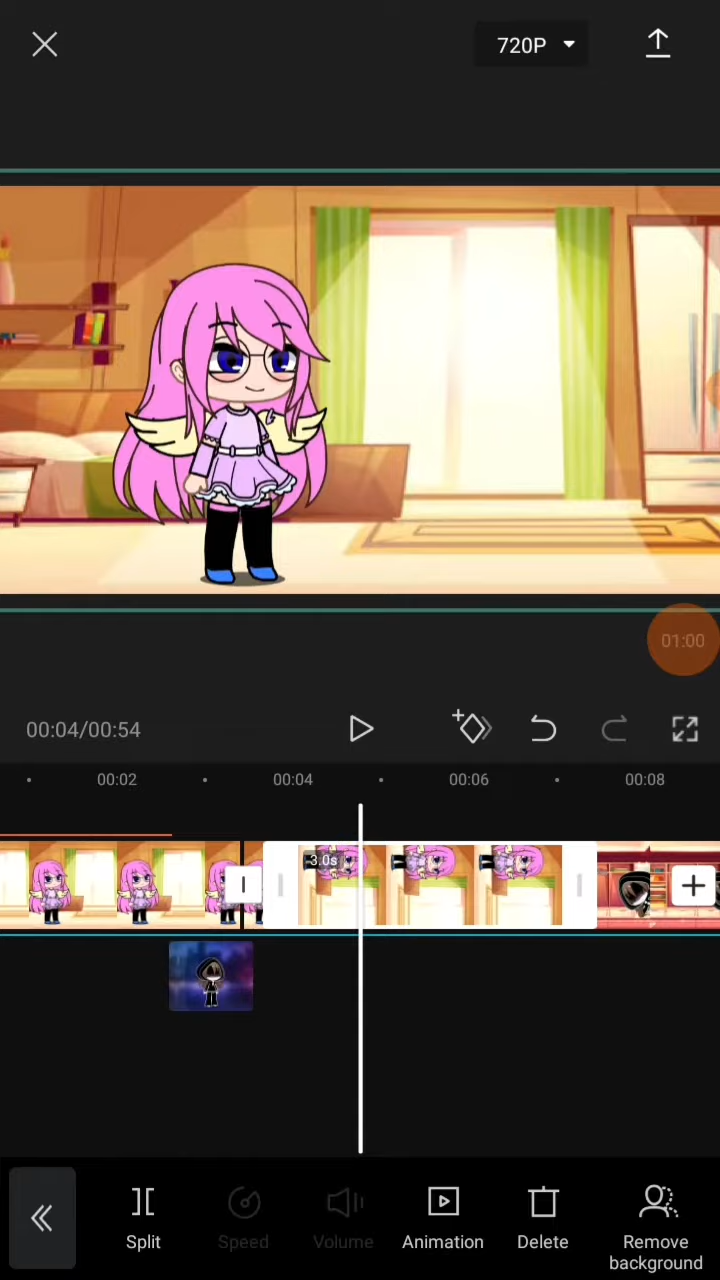 720P
01:00
00:04/00:54
00:02
00:04
00:06
00:08
3.0s
Split
Speed
Volume
Animation
Delete
Remove
background